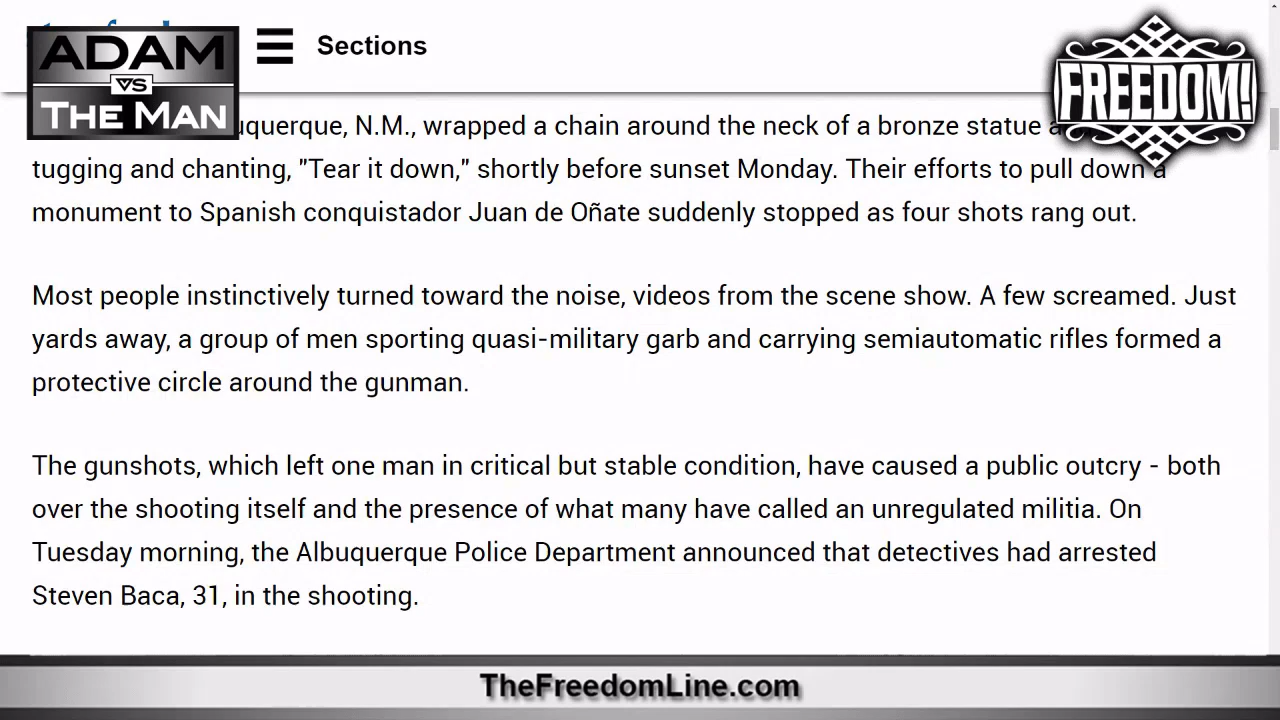 ADAM
VS
THE MAN
Sections
FREEDOM!
uquerque, N.M., wrapped a chain around the neck of a bronze statue
tugging and chanting, "Tear it down," shortly before sunset Monday. Their efforts to pull down a
monument to Spanish conquistador Juan de Oñate suddenly stopped as four shots rang out.
Most people instinctively turned toward the noise, videos from the scene show. A few screamed. Just
yards away, a group of men sporting quasi-military garb and carrying semiautomatic rifles formed a
protective circle around the gunman.
The gunshots, which left one man in critical but stable condition, have caused a public outcry - both
over the shooting itself and the presence of what many have called an unregulated militia. On
Tuesday morning, the Albuquerque Police Department announced that detectives had arrested
Steven Baca, 31, in the shooting.
TheFreedomLine.com